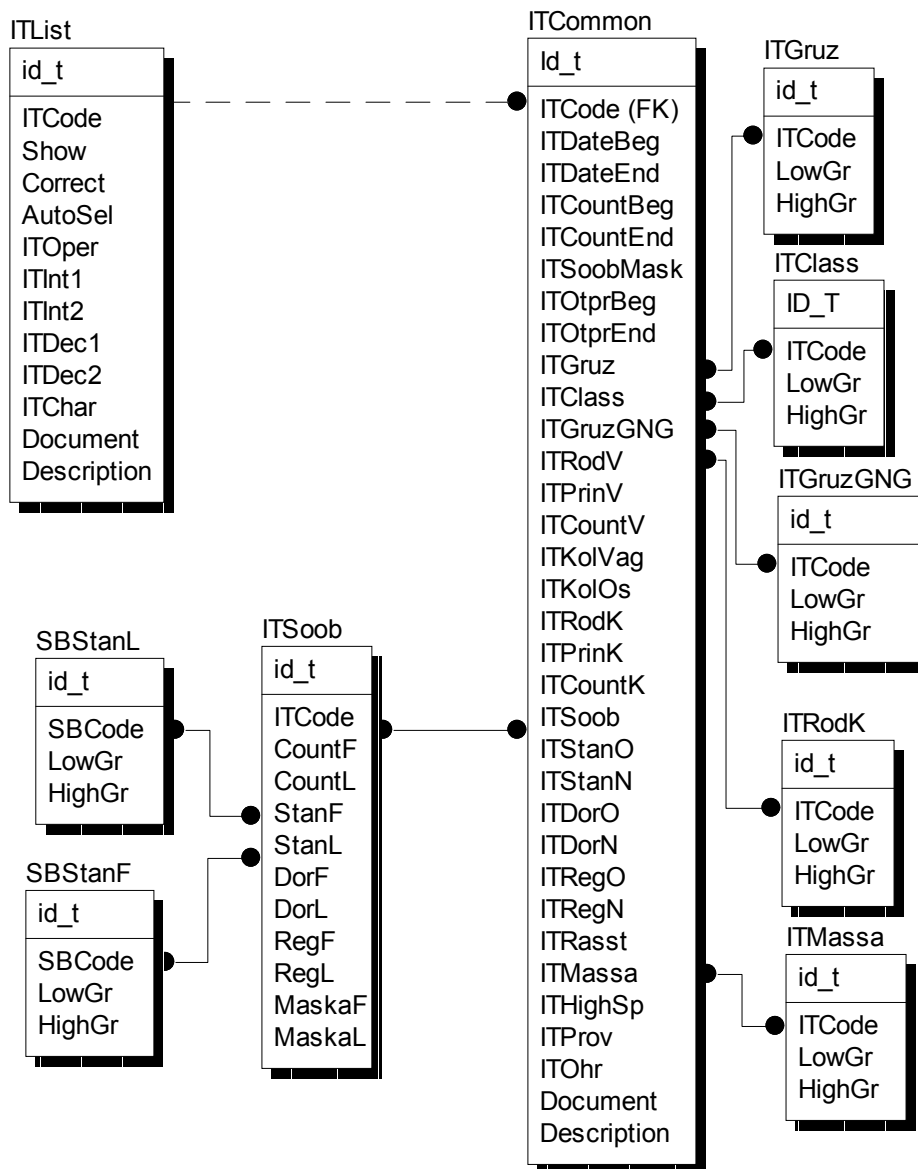 ITList
id_t
ITCode
Show
Correct
AutoSel
ITOper
ITInt1
ITInt2
ITDec1
ITDec2
ITChar
Document
Description
ITCommon
Id_t
ITCode (FK)
ITDateBeg
ITDateEnd
ITCountBeg
ITCountEnd
ITSoobMask
ITOtprBeg
ITOtprEnd
ITGruz
ITClass
ITGruzGNG
ITRodV
ITPrinV
ITCountV
ITKolVag
ITKolOs
ITRodK
ITPrinK
ITCountK
ITSoob
ITStanO
ITStanN
ITDorO
ITDorN
ITRegO
ITRegN
ITRasst
ITMassa
ITHighSp
ITProv
ITOhr
Document
Description
ITGruz
id_t
ITCode
LowGr
HighGr
ITClass
ID_T
ITCode
LowGr
HighGr
ITGruzGNG
id_t
ITCode
LowGr
HighGr
ITRodK
id_t
ITCode
LowGr
HighGr
ITMassa
id_t
ITCode
LowGr
HighGr
SBStanL
id_t
SBCode
LowGr
HighGr
SBStanF
id_t
SBCode
LowGr
HighGr
ITSoob
id_t
ITCode
CountF
CountL
StanF
StanL
DorF
DorL
RegF
RegL
MaskaF
MaskaL